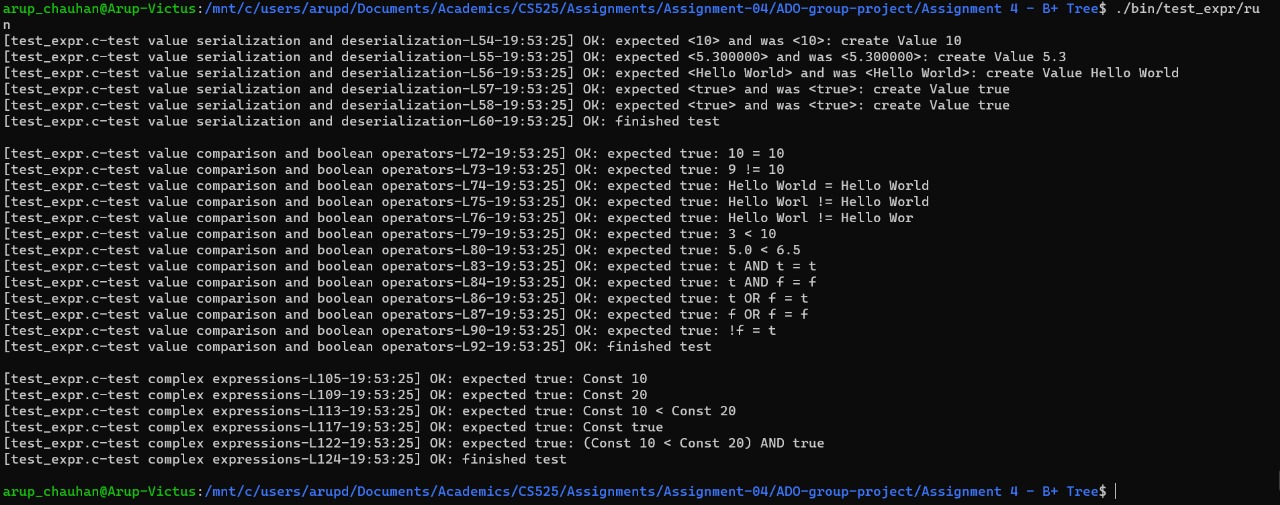 arup_chauhan@Arup-Victus:/mnt/c/users/arupd/Documents/Academics/CS525/Assignments/Assignment-04/ADO-group-project/Assignment 4 - B+ Tree$ ./bin/test_expr/ru
n
[test_expr.c-test value serialization and deserialization-L54-19:53:25] OK: expected <10> and was <10>: create Value 10
[test_expr.c-test value serialization and deserialization-L55-19:53:25] OK: expected <5.300000> and was <5.300000>: create Value 5.3
[test_expr.c-test value serialization and deserialization-L56-19:53:25] OK: expected <Hello World> and was <Hello World>: create Value Hello World
[test_expr.c-test value serialization and deserialization-L57-19:53:25] OK: expected <true> and was <true>: create Value true
[test_expr.c-test value serialization and deserialization-L58-19:53:25] OK: expected <true> and was <true>: create Value true
[test_expr.c-test value serialization and deserialization-L60-19:53:25] OK: finished test

[test_expr.c-test value comparison and boolean operators-L72-19:53:25] OK: expected true: 10 = 10
[test_expr.c-test value comparison and boolean operators-L73-19:53:25] OK: expected true: 9 != 10
[test_expr.c-test value comparison and boolean operators-L74-19:53:25] OK: expected true: Hello World = Hello World
[test_expr.c-test value comparison and boolean operators-L75-19:53:25] OK: expected true: Hello Worl != Hello World
[test_expr.c-test value comparison and boolean operators-L76-19:53:25] OK: expected true: Hello Worl != Hello Wor
[test_expr.c-test value comparison and boolean operators-L79-19:53:25] OK: expected true: 3 < 10
[test_expr.c-test value comparison and boolean operators-L80-19:53:25] OK: expected true: 5.0 < 6.5
[test_expr.c-test value comparison and boolean operators-L83-19:53:25] OK: expected true: t AND t = t
[test_expr.c-test value comparison and boolean operators-L84-19:53:25] OK: expected true: t AND f = f
[test_expr.c-test value comparison and boolean operators-L86-19:53:25] OK: expected true: t OR f = t
[test_expr.c-test value comparison and boolean operators-L87-19:53:25] OK: expected true: f OR f = f
[test_expr.c-test value comparison and boolean operators-L90-19:53:25] OK: expected true: !f = t
[test_expr.c-test value comparison and boolean operators-L92-19:53:25] OK: finished test

[test_expr.c-test complex expressions-L105-19:53:25] OK: expected true: Const 10
[test_expr.c-test complex expressions-L109-19:53:25] OK: expected true: Const 20
[test_expr.c-test complex expressions-L113-19:53:25] OK: expected true: Const 10 < Const 20
[test_expr.c-test complex expressions-L117-19:53:25] OK: expected true: Const true
[test_expr.c-test complex expressions-L122-19:53:25] OK: expected true: (Const 10 < Const 20) AND true
[test_expr.c-test complex expressions-L124-19:53:25] OK: finished test

arup_chauhan@Arup-Victus:/mnt/c/users/arupd/Documents/Academics/CS525/Assignments/Assignment-04/ADO-group-project/Assignment 4 - B+ Tree$